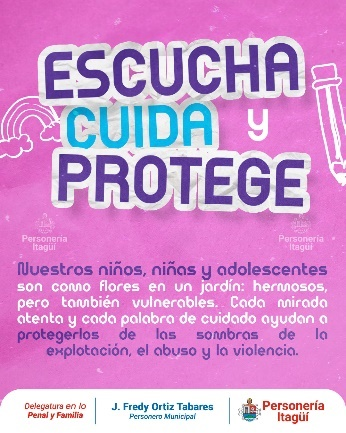 ESCUCHA
CUIDA y
PROTEGE
Personería
Itagüí
Personería
Itagüí
Nuestros niños, niñas y adolescentes
son como flores en un jardín: hermosos,
pero también vulnerables. Cada mirada
atenta y cada palabra de cuidado ayudan a
protegerlos de las sombras de la
explotación, el abuso y la violencia.
Delegatura en lo
Penal y Familia
J. Fredy Ortiz Tabares
Personero Municipal
Personería
Itagüí